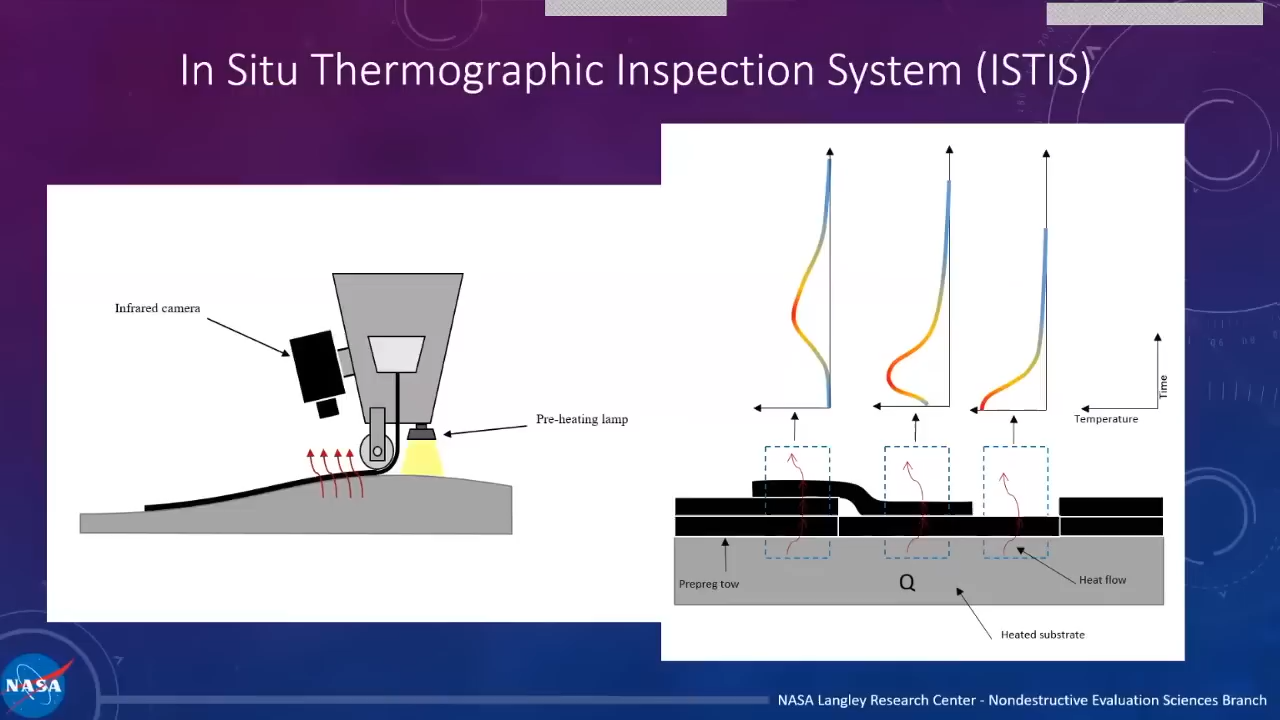 In Situ Thermographic Inspection System (ISTIS)
Infrared camera
Pre-heating lamp
Time
Temperature
Prepreg tow
Q
Heat flow
Heated substrate
NASA
NASA Langley Research Center - Nondestructive Evaluation Sciences Branch